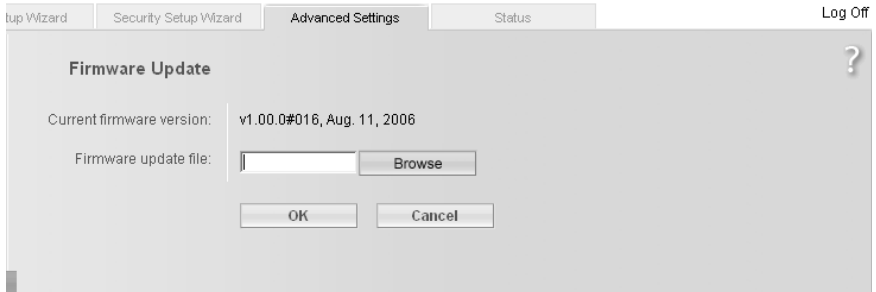 tup Wizard Security Setup Wizard Advanced Settings Status Log Off
Firmware Update
?
Current firmware version: v1.00.0#016, Aug. 11, 2006
Firmware update file: Browse
OK Cancel